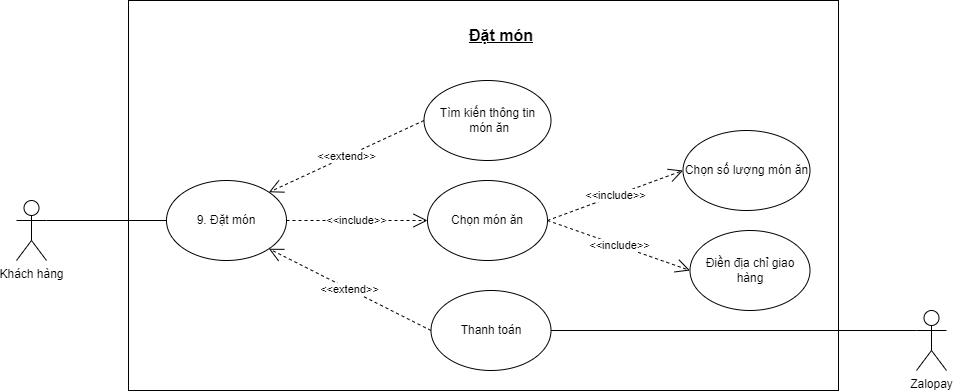 Đặt món
Tìm kiến thông tin
món ăn
<<extend>>
Chọn số lượng món ăn
<<include>>
9. Đặt món
<<include>>
Chọn món ăn
<<include>>
Điền địa chỉ giao
hàng
Khách hàng
<<extend>>
Thanh toán
Zalopay